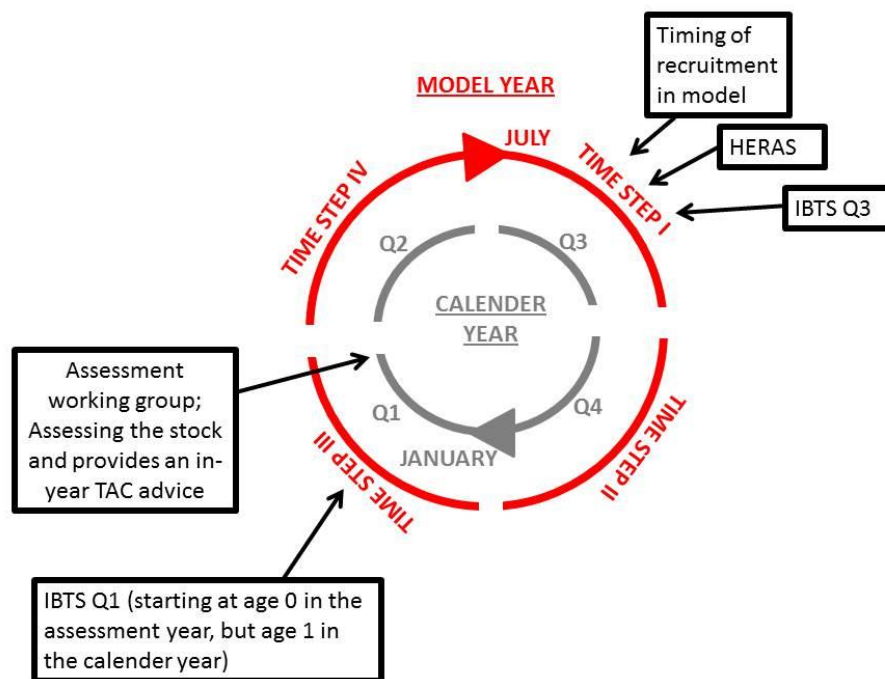 Timing of
recruitment
in model
MODEL YEAR
JULY
HERAS
TIME STEP I
IBTS Q3
TIME STEP IV
Q2
Q3
CALENDER
YEAR
Assessment
working group;
Assessing the stock
and provides an in-
year TAC advice
Q1
Q4
JANUARY
TIME STEP III
TIME STEP II
IBTS Q1 (starting at age 0 in the
assessment year, but age 1 in
the calender year)